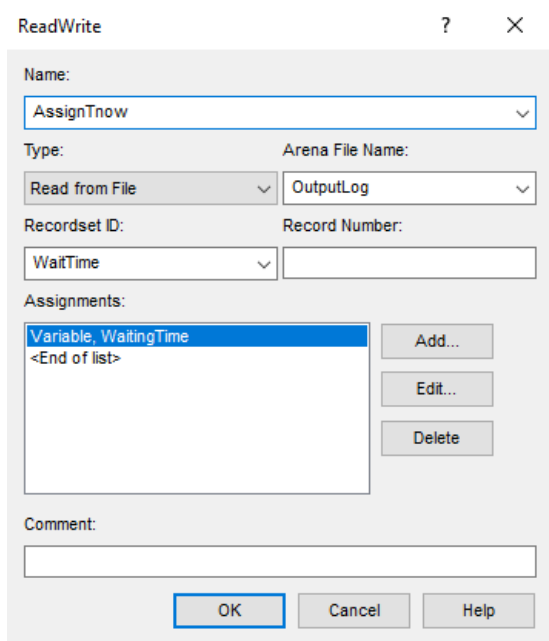 ReadWrite ? ×
Name:
AssignTnow
Type: Arena File Name:
Read from File OutputLog
Recordset ID: Record Number:
WaitTime
Assignments:
Variable, WaitingTime
<End of list>
Add...
Edit...
Delete
Comment:
OK Cancel Help